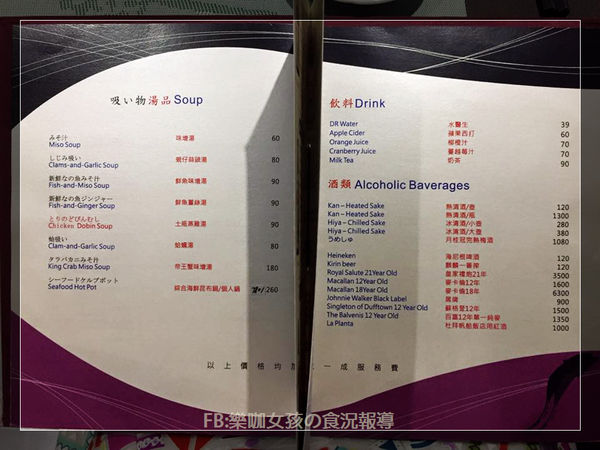 吸い物湯品 Soup
みそ汁
Miso Soup 味增湯 60
しじみ吸い
Clams-and-Garlic Soup 蜆仔蒜頭湯 80
新鮮なの魚みそ汁
Fish-and-Miso Soup 鮮魚味增湯 90
新鮮なの魚ジンジャー
Fish-and-Ginger Soup 鮮魚薑絲湯 90
とりのどびんむし
Chicken Dobin Soup 土瓶蒸雞湯 90
蛤吸い
Clam-and-Garlic Soup 蛤蠣湯 80
タラバカニみそ汁
King Crab Miso Soup 帝王蟹味增湯 180
シーフードケルプポット
Seafood Hot Pot 綜合海鮮昆布鍋/個人鍋 260
以上價格均加 一成服務費
飲料Drink
DR Water 水醫生 39
Apple Cider 蘋果西打 60
Orange Juice 柳橙汁 70
Cranberry Juice 蔓越莓汁 70
Milk Tea 奶茶 90
酒類 Alcoholic Baverages
Kan – Heated Sake 熱清酒/壺 120
Kan – Heated Sake 熱清酒/瓶 1300
Hiya – Chilled Sake 冰清酒/小壺 280
Hiya – Chilled Sake 冰清酒/大壺 380
うめしゅ 月桂冠完熟梅酒 1080
Heineken 海尼根啤酒 120
Kirin beer 麒麟一番搾 120
Royal Salute 21Year Old 皇家禮炮21年 3500
Macallan 12Year Old 麥卡倫12年 1600
Macallan 18Year Old 麥卡倫18年 6300
Johnnie Walker Black Label 黑牌 900
Singleton of Dufftown 12 Year Old 蘇格登12年 1500
The Balvenis 12 Year Old 百富12年單一純麥 1350
La Planta 杜拜帆船飯店用紅酒 1000
FB:樂咖女孩の食況報導